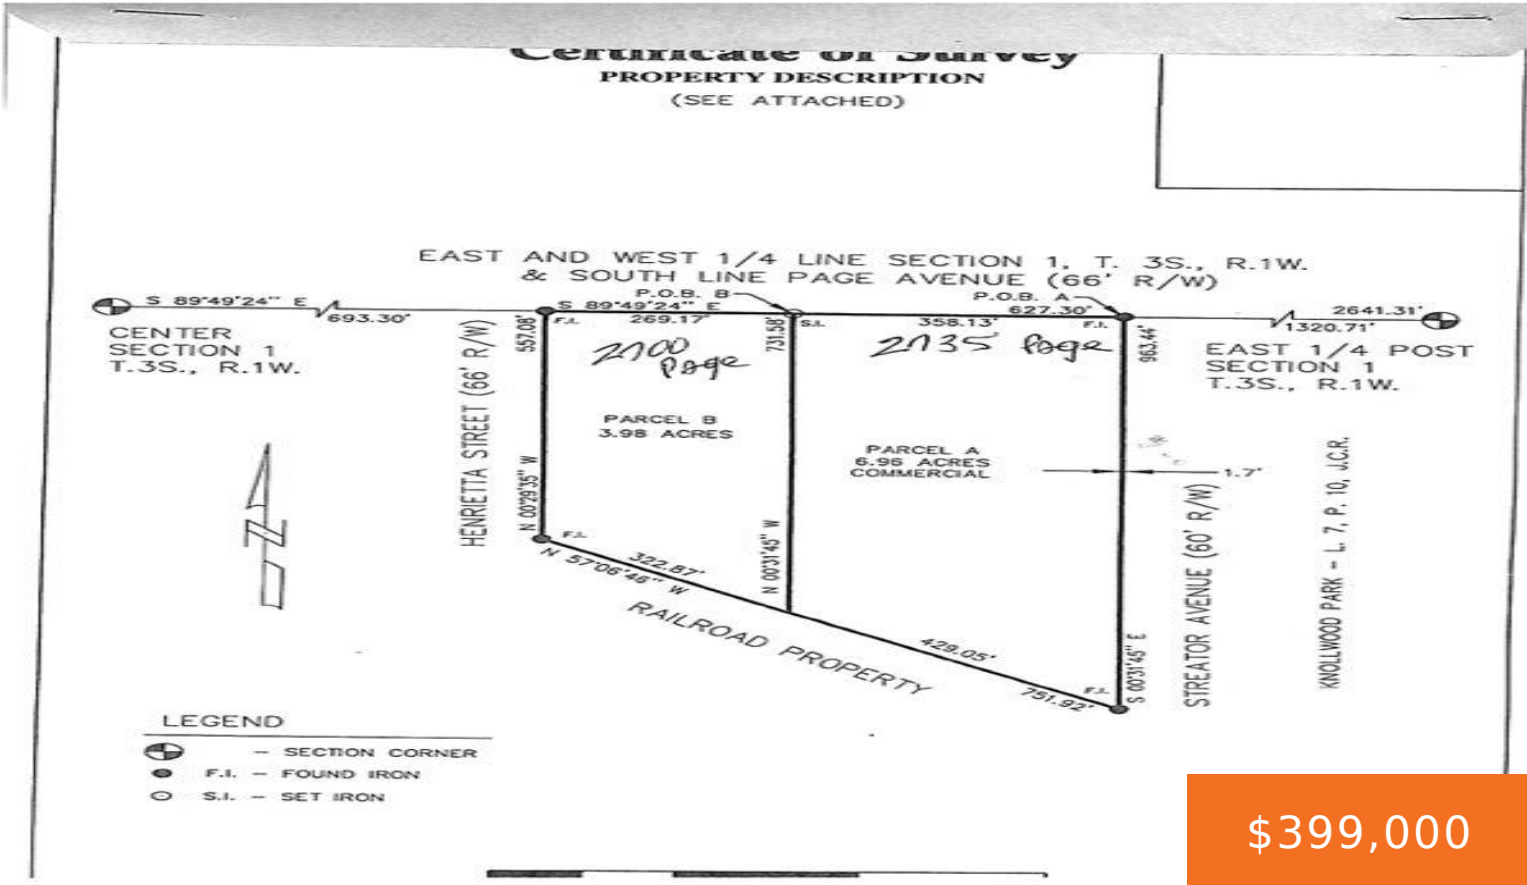 Certificate of Survey
PROPERTY DESCRIPTION
(SEE ATTACHED)
EAST AND WEST 1/4 LINE SECTION 1, T. 3S., R.1W.
& SOUTH LINE PAGE AVENUE (66' R/W)
P.O.B. B
P.O.B. A
S 89°49'24" E
693.30'
S 89°49'24" E
269.17'
358.13'
627.30'
2641.31'
1320.71'
CENTER
SECTION 1
T.3S., R.1W.
EAST 1/4 POST
SECTION 1
T.3S., R.1W.
F.I.
S.I.
F.I.
HENRIETTA STREET (66' R/W)
557.08'
N 00°29'35" W
2700
Page
731.58'
N 00°31'45" W
2735 Page
963.44'
S 00°31'45" E
PARCEL B
3.98 ACRES
PARCEL A
6.96 ACRES
COMMERCIAL
1.7'
STREATOR AVENUE (60' R/W)
KNOLLWOOD PARK - L. 7, P. 10, J.C.R.
N
F.I.
322.87'
N 57°06'46" W
RAILROAD PROPERTY
429.05'
751.92'
F.I.
LEGEND
- SECTION CORNER
F.I. - FOUND IRON
S.I. - SET IRON
$399,000